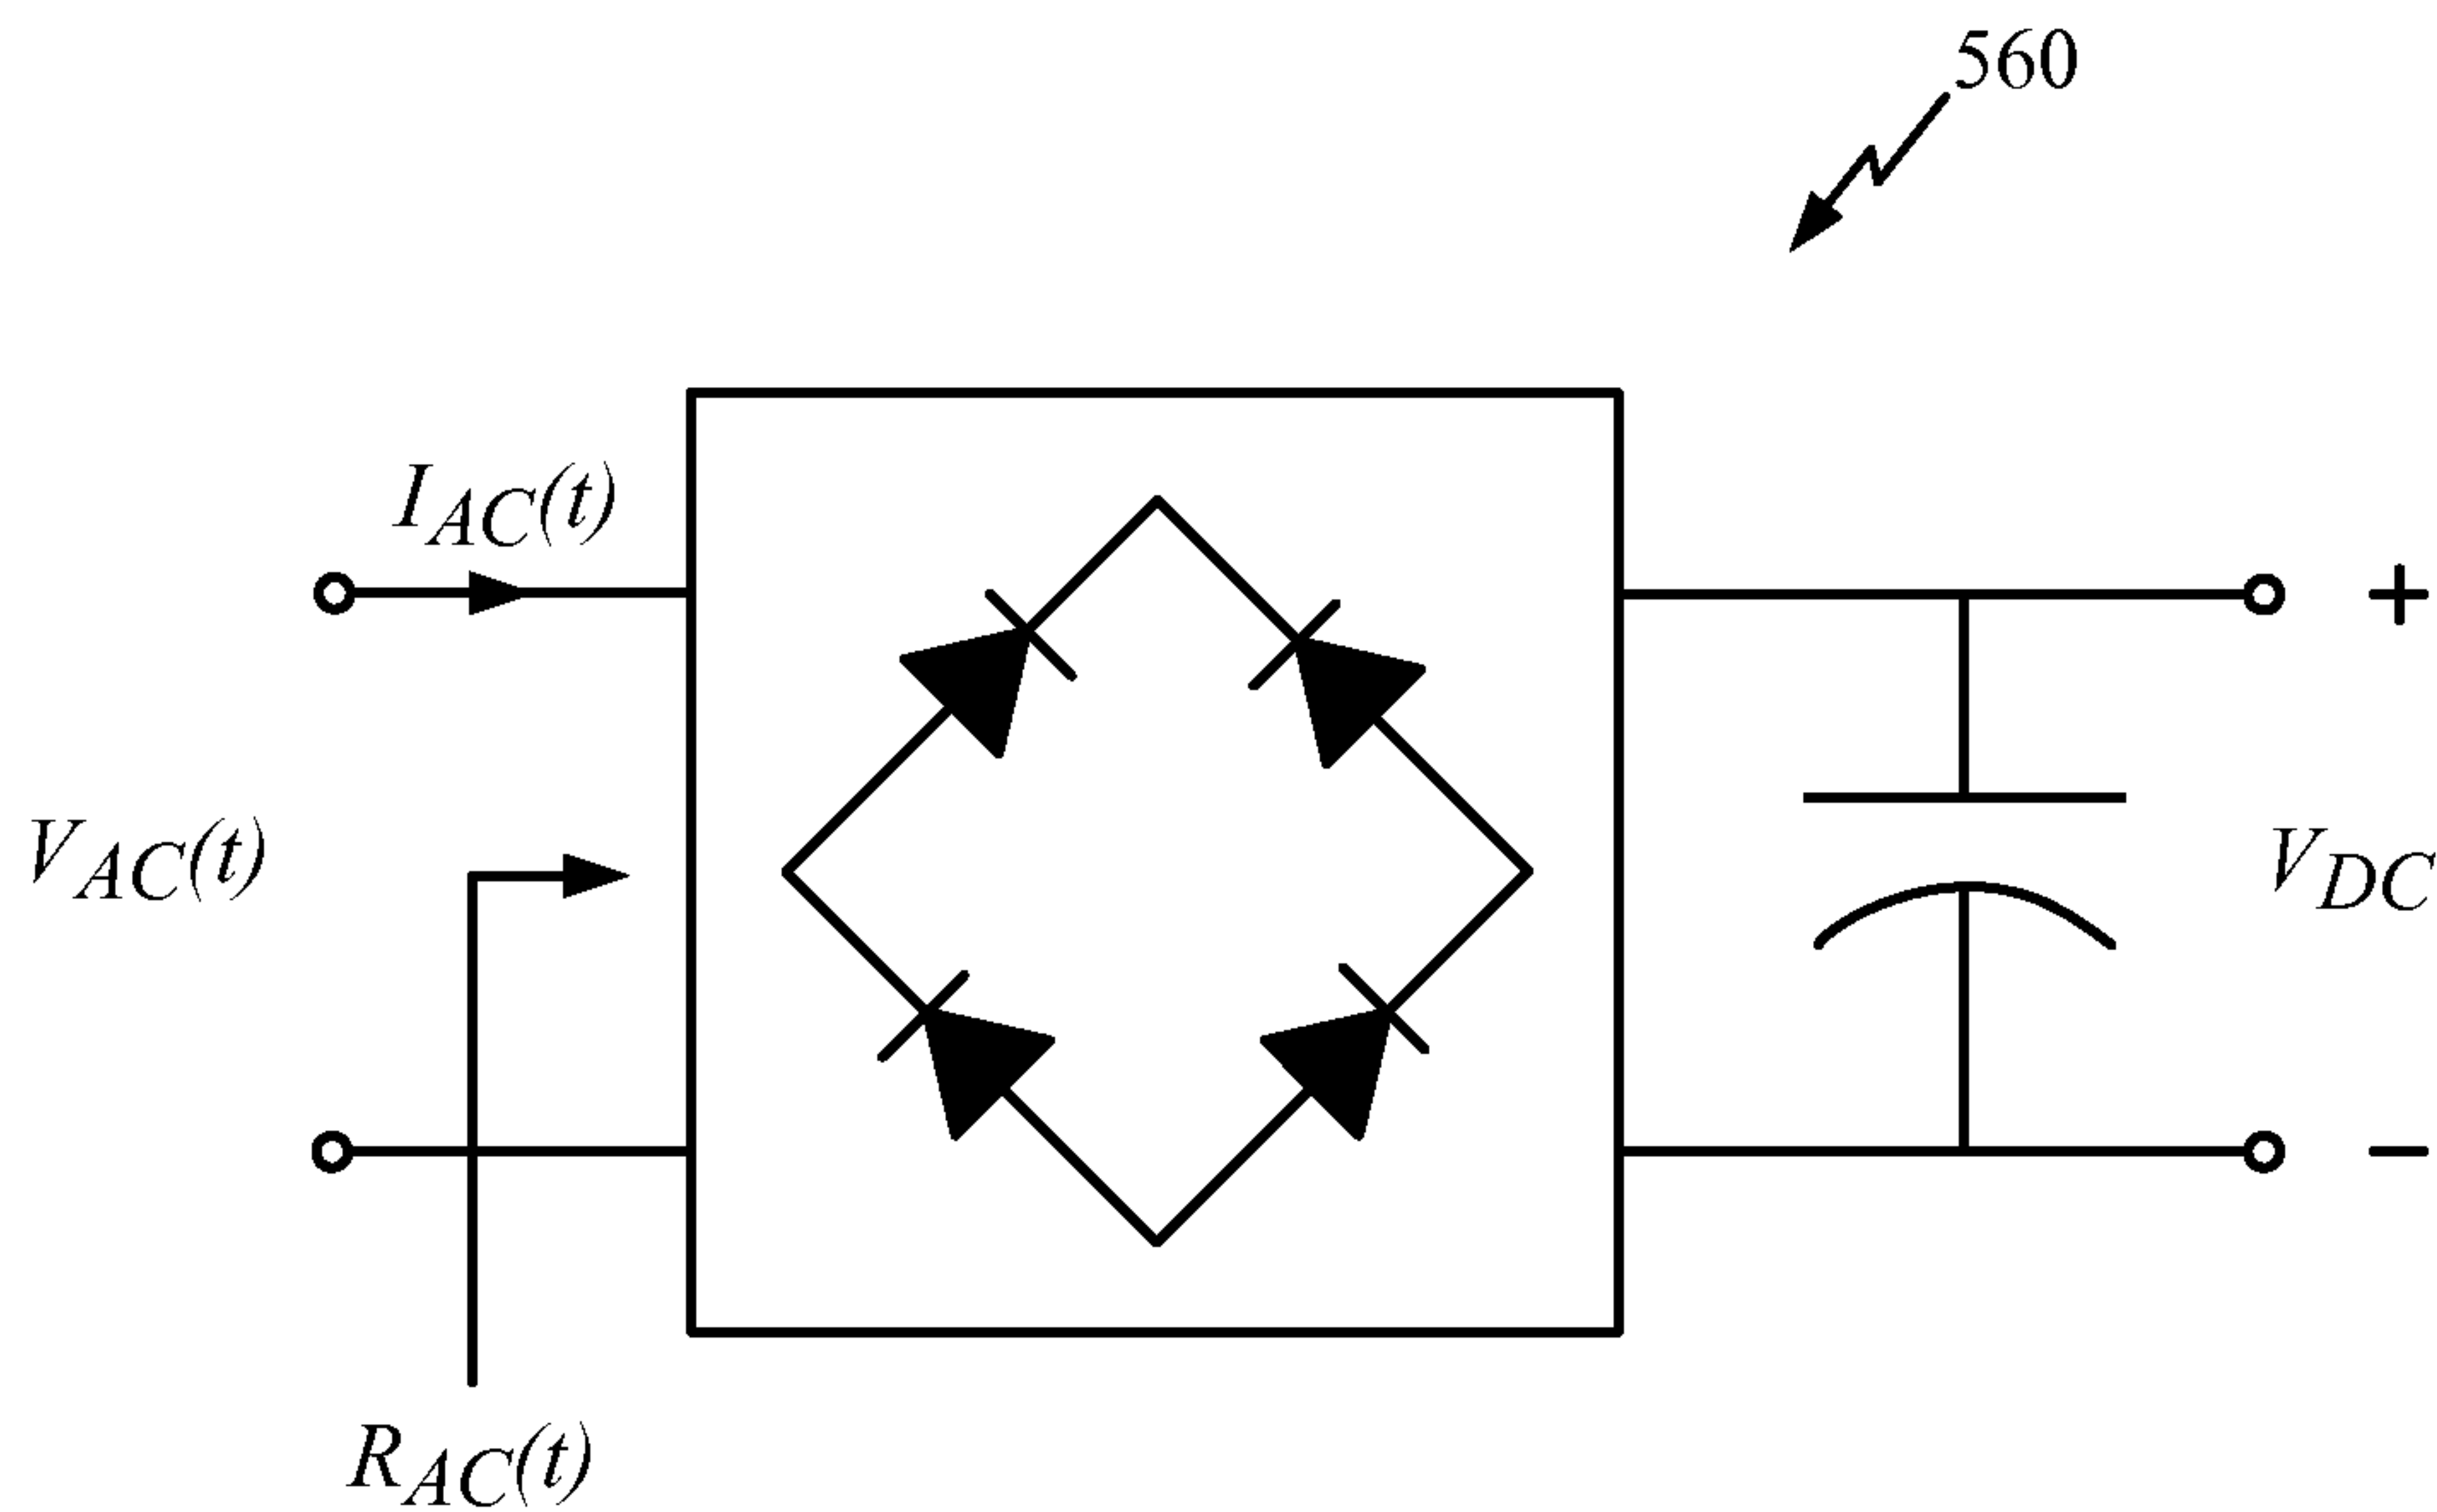 560
I_AC(t)
+
V_AC(t)
V_DC
−
R_AC(t)